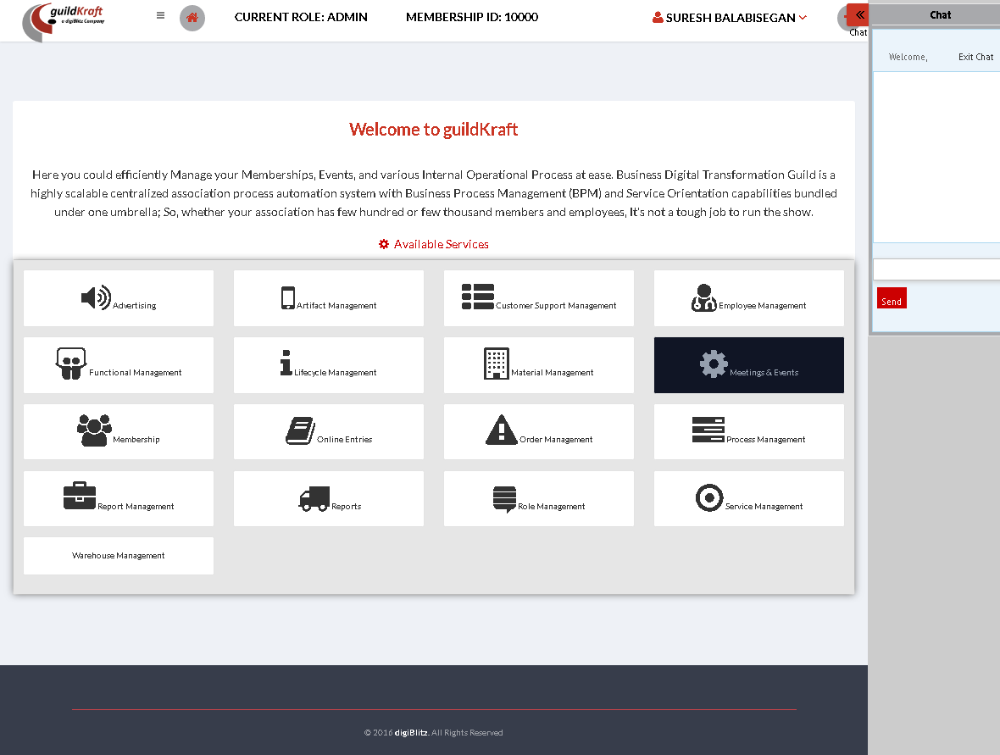 guildKraft
a digiBlitz Company
CURRENT ROLE: ADMIN
MEMBERSHIP ID: 10000
SURESH BALABISEGAN
Chat
Chat
Welcome,
Exit Chat
Welcome to guildKraft
Here you could efficiently Manage your Memberships, Events, and various Internal Operational Process at ease. Business Digital Transformation Guild is a
highly scalable centralized association process automation system with Business Process Management (BPM) and Service Orientation capabilities bundled
under one umbrella; So, whether your association has few hundred or few thousand members and employees, It's not a tough job to run the show.
Available Services
Advertising
Artifact Management
Customer Support Management
Employee Management
Send
Functional Management
Lifecycle Management
Material Management
Meetings & Events
Membership
Online Entries
Order Management
Process Management
Report Management
Reports
Role Management
Service Management
Warehouse Management
© 2016 digiBlitz. All Rights Reserved